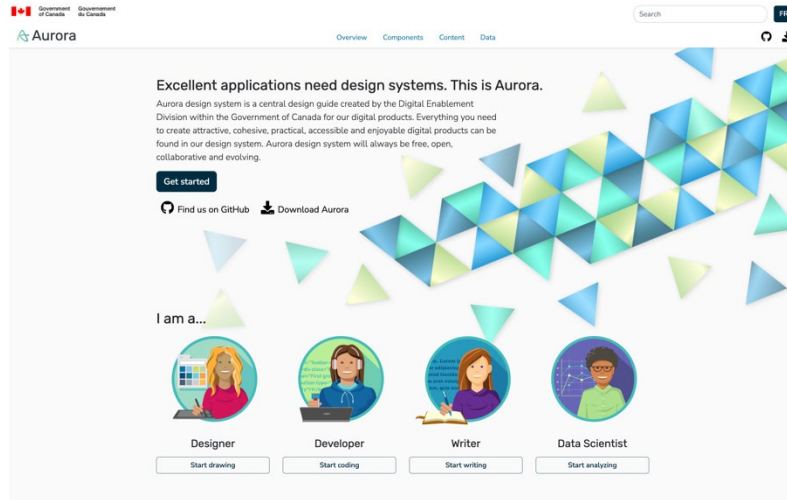 Government of Canada
Gouvernement du Canada
Search
FR
Aurora
Overview
Components
Content
Data
Excellent applications need design systems. This is Aurora.
Aurora design system is a central design guide created by the Digital Enablement
Division within the Government of Canada for our digital products. Everything you need
to create attractive, cohesive, practical, accessible and enjoyable digital products can be
found in our design system. Aurora design system will always be free, open,
collaborative and evolving.
Get started
Find us on GitHub
Download Aurora
I am a...
Designer
Developer
Writer
Data Scientist
Start drawing
Start coding
Start writing
Start analyzing